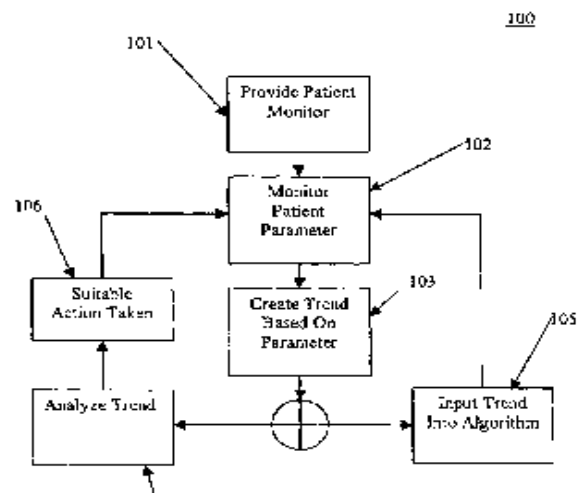 100
101
Provide Patient
Monitor
102
Monitor
Patient
Parameter
106
Suitable
Action Taken
103
Create Trend
Based On
Parameter
105
Analyze Trend
Input Trend
Into Algorithm